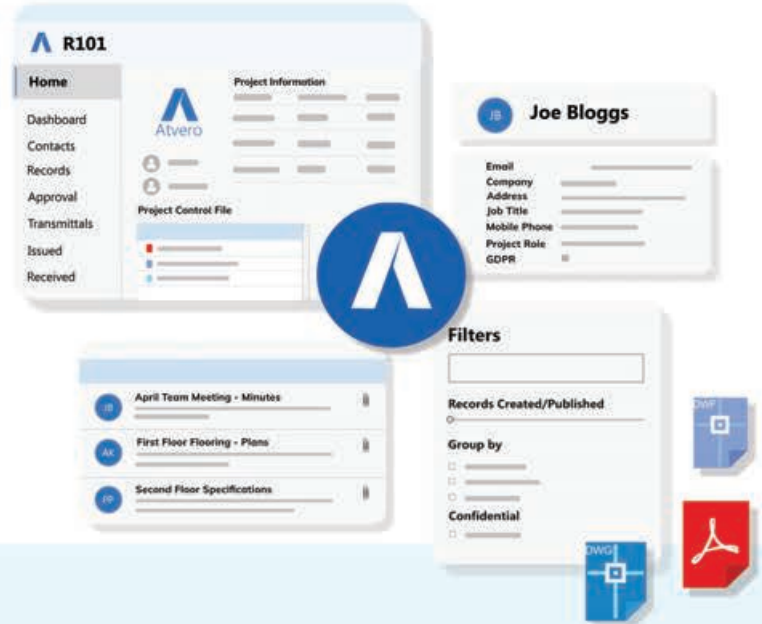 R101
Home
Dashboard
Contacts
Records
Approval
Transmittals
Issued
Received
Atvero
Project Information
Project Control File
JB
Joe Bloggs
Email
Company
Address
Job Title
Mobile Phone
Project Role
GDPR
JB
April Team Meeting - Minutes
AK
First Floor Flooring - Plans
PP
Second Floor Specifications
Filters
Records Created/Published
Group by
Confidential
DWF
DWG